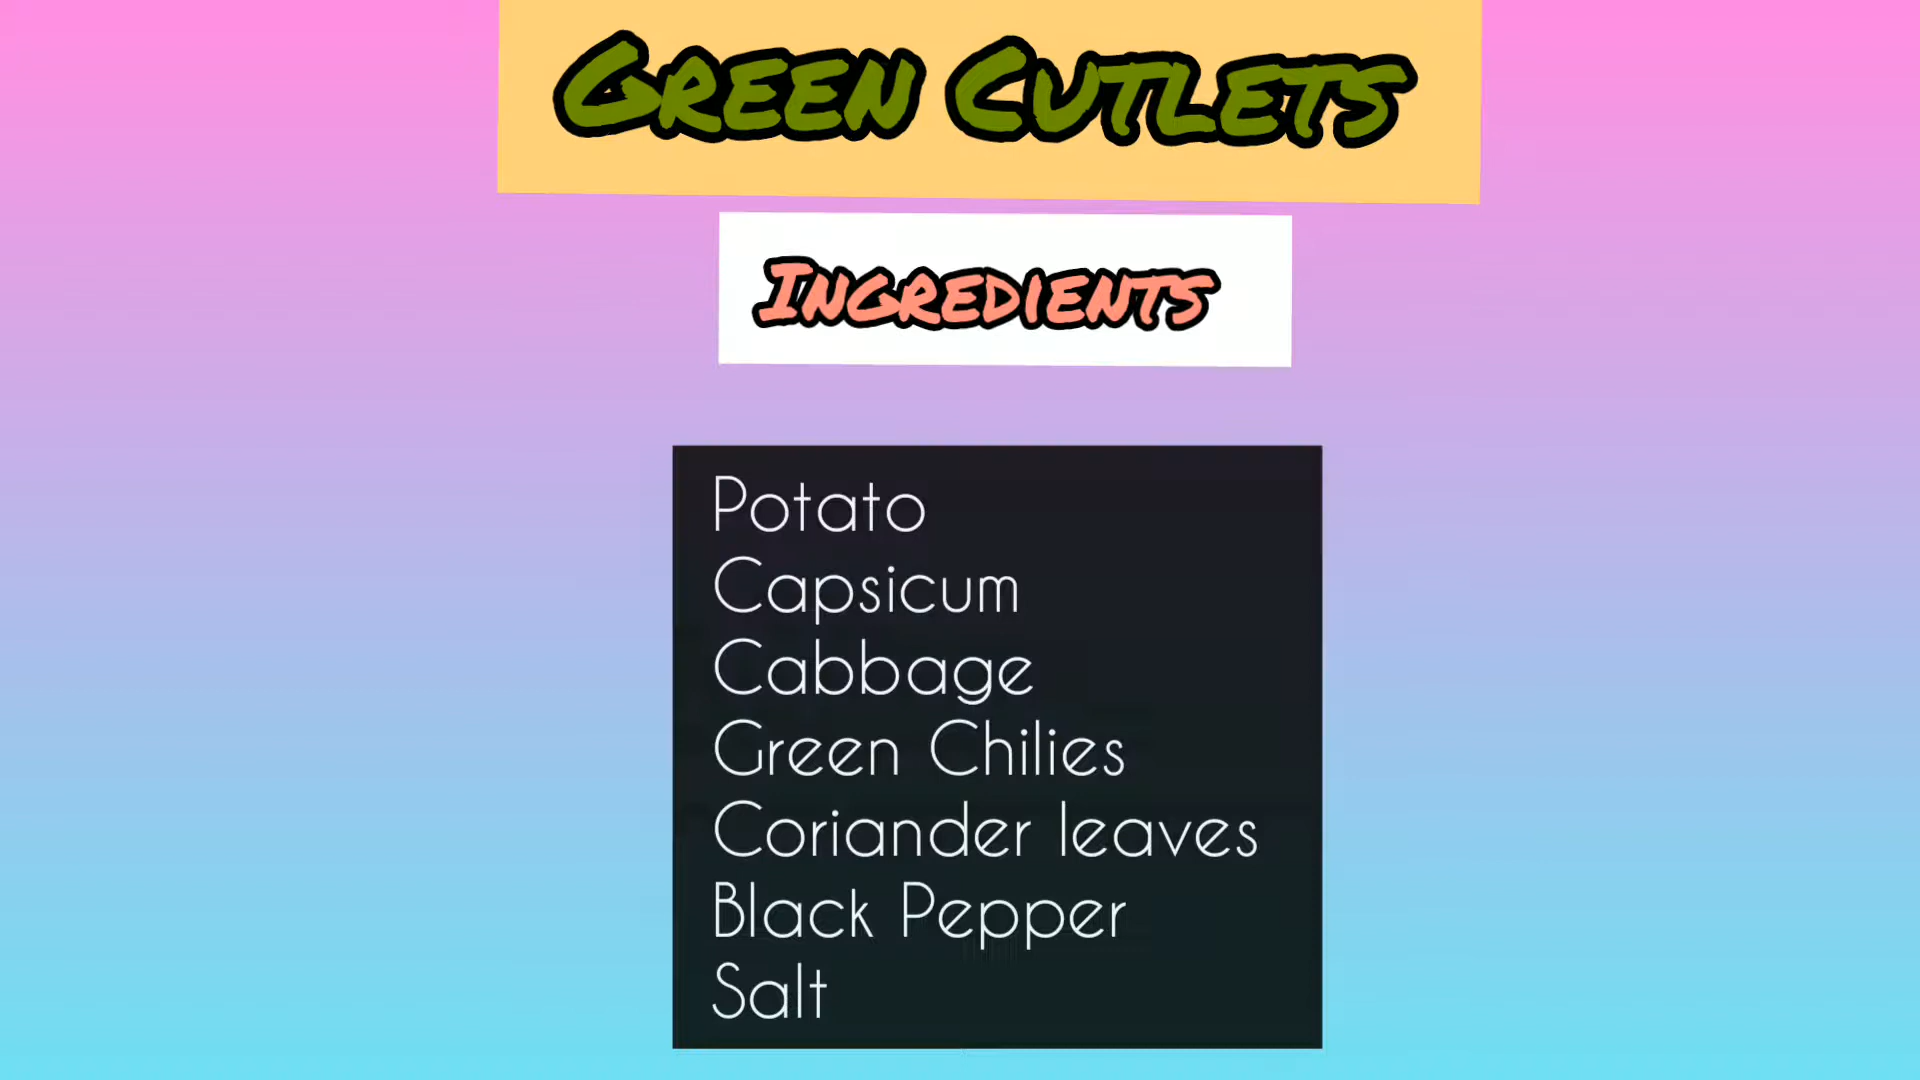 Green Cutlets
Ingredients
Potato
Capsicum
Cabbage
Green Chilies
Coriander leaves
Black Pepper
Salt